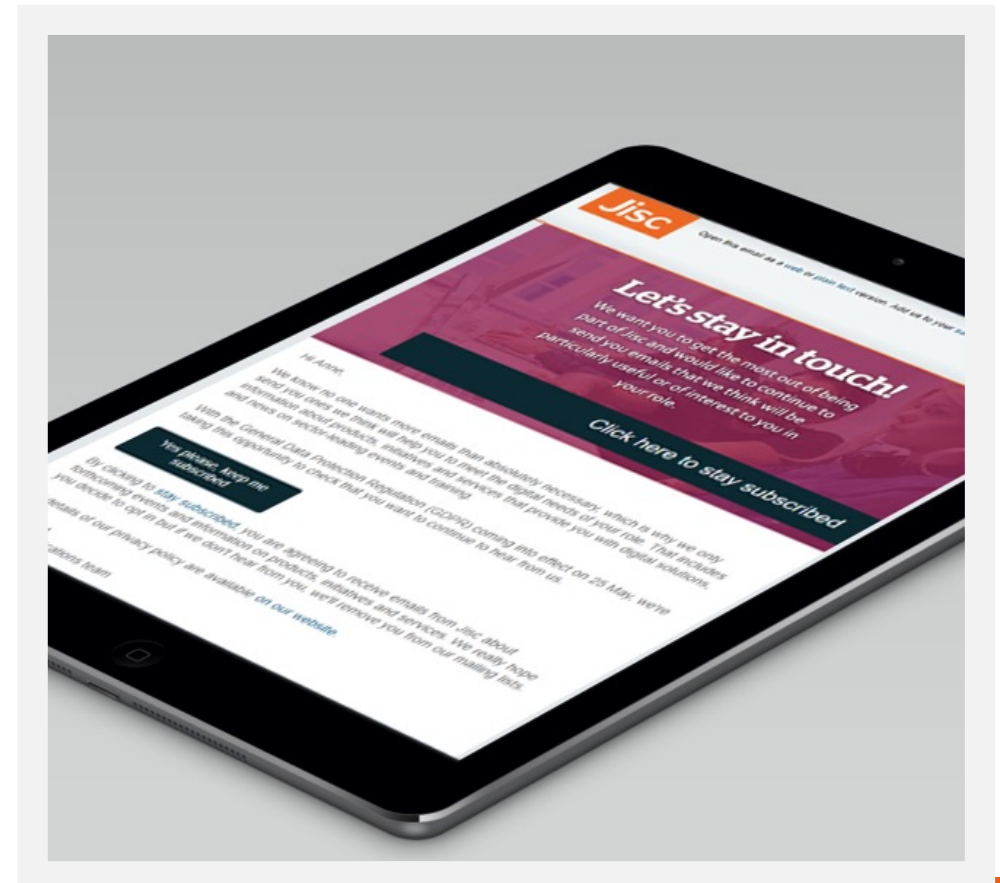 Jisc
Open this email as a web or plain text version. Add us to your
Let's stay in touch!
We want you to get the most out of being
part of Jisc and would like to continue to
send you emails that we think will be
particularly useful or of interest to you in
your role.
Click here to stay subscribed
Hi Anne,
We know no one wants more emails than absolutely necessary, which is why we only
send you ones we think will help you to meet the digital needs of your role. That includes
information about products, initiatives and services that provide you with digital solutions,
and news on sector-leading events and training.
With the General Data Protection Regulation (GDPR) coming into effect on 25 May, we're
taking this opportunity to check that you want to continue to hear from us.
Yes please, keep me
subscribed
By clicking to stay subscribed, you are agreeing to receive emails from Jisc about
forthcoming events and information on products, initiatives and services. We really hope
you decide to opt in but if we don't hear from you, we'll remove you from our mailing lists.
details of our privacy policy are available on our website
team